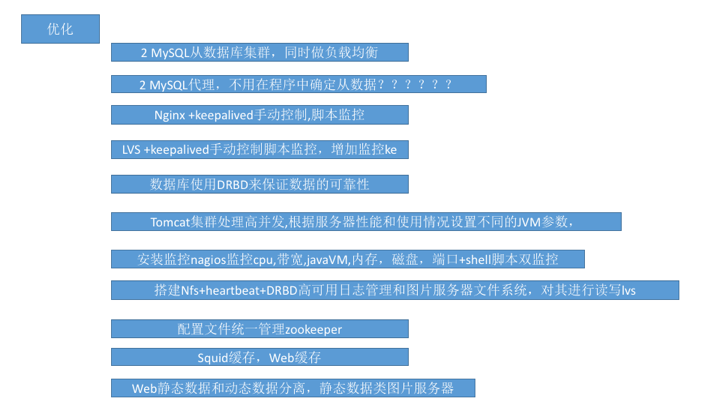 优化
2 MySQL从数据库集群，同时做负载均衡
2 MySQL代理，不用在程序中确定从数据？？？？？？
Nginx +keepalived手动控制,脚本监控
LVS +keepalived手动控制脚本监控，增加监控ke
数据库使用DRBD来保证数据的可靠性
Tomcat集群处理高并发,根据服务器性能和使用情况设置不同的JVM参数，
安装监控nagios监控cpu,带宽,javaVM,内存，磁盘，端口+shell脚本双监控
搭建Nfs+heartbeat+DRBD高可用日志管理和图片服务器文件系统，对其进行读写lvs
配置文件统一管理zookeeper
Squid缓存，Web缓存
Web静态数据和动态数据分离，静态数据类图片服务器